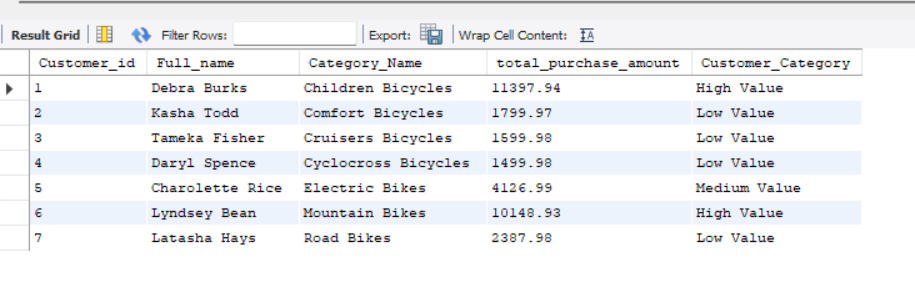 Result Grid Filter Rows: Export: Wrap Cell Content: IA
Customer_id Full_name Category_Name total_purchase_amount Customer_Category
1 Debra Burks Children Bicycles 11397.94 High Value
2 Kasha Todd Comfort Bicycles 1799.97 Low Value
3 Tameka Fisher Cruisers Bicycles 1599.98 Low Value
4 Daryl Spence Cyclocross Bicycles 1499.98 Low Value
5 Charolette Rice Electric Bikes 4126.99 Medium Value
6 Lyndsey Bean Mountain Bikes 10148.93 High Value
7 Latasha Hays Road Bikes 2387.98 Low Value